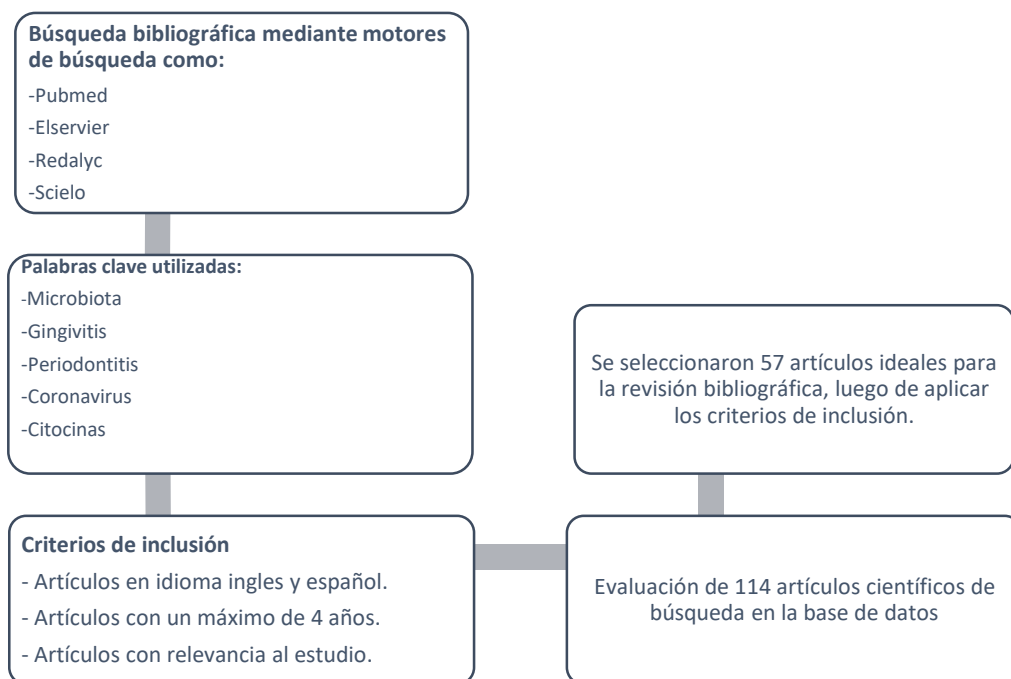 Búsqueda bibliográfica mediante motores
de búsqueda como:
-Pubmed
-Elservier
-Redalyc
-Scielo
Palabras clave utilizadas:
-Microbiota
-Gingivitis
-Periodontitis
-Coronavirus
-Citocinas
Criterios de inclusión
- Artículos en idioma ingles y español.
- Artículos con un máximo de 4 años.
- Artículos con relevancia al estudio.
Evaluación de 114 artículos científicos de
búsqueda en la base de datos
Se seleccionaron 57 artículos ideales para
la revisión bibliográfica, luego de aplicar
los criterios de inclusión.